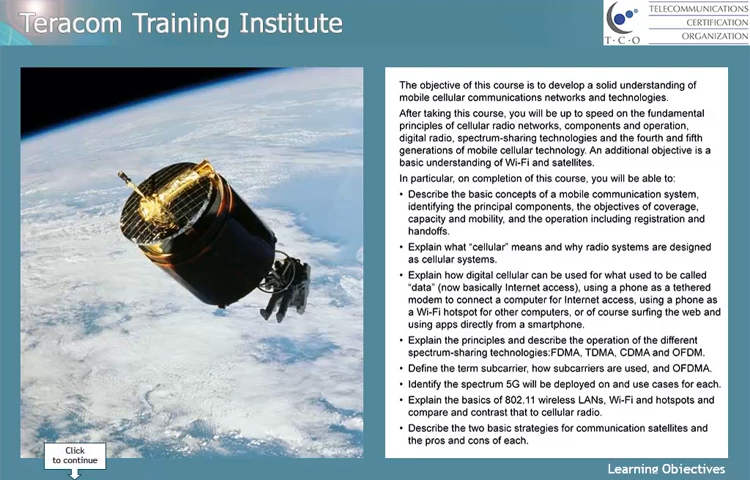 Teracom Training Institute
TELECOMMUNICATIONS
CERTIFICATION
ORGANIZATION
T·C·O
The objective of this course is to develop a solid understanding of
mobile cellular communications networks and technologies.
After taking this course, you will be up to speed on the fundamental
principles of cellular radio networks, components and operation,
digital radio, spectrum-sharing technologies and the fourth and fifth
generations of mobile cellular technology. An additional objective is a
basic understanding of Wi-Fi and satellites.
In particular, on completion of this course, you will be able to:
• Describe the basic concepts of a mobile communication system,
identifying the principal components, the objectives of coverage,
capacity and mobility, and the operation including registration and
handoffs.
• Explain what “cellular” means and why radio systems are designed
as cellular systems.
• Explain how digital cellular can be used for what used to be called
“data” (now basically Internet access), using a phone as a tethered
modem to connect a computer for Internet access, using a phone as
a Wi-Fi hotspot for other computers, or of course surfing the web and
using apps directly from a smartphone.
• Explain the principles and describe the operation of the different
spectrum-sharing technologies:FDMA, TDMA, CDMA and OFDM.
• Define the term subcarrier, how subcarriers are used, and OFDMA.
• Identify the spectrum 5G will be deployed on and use cases for each.
• Explain the basics of 802.11 wireless LANs, Wi-Fi and hotspots and
compare and contrast that to cellular radio.
• Describe the two basic strategies for communication satellites and
the pros and cons of each.
Click
to continue
Learning Objectives